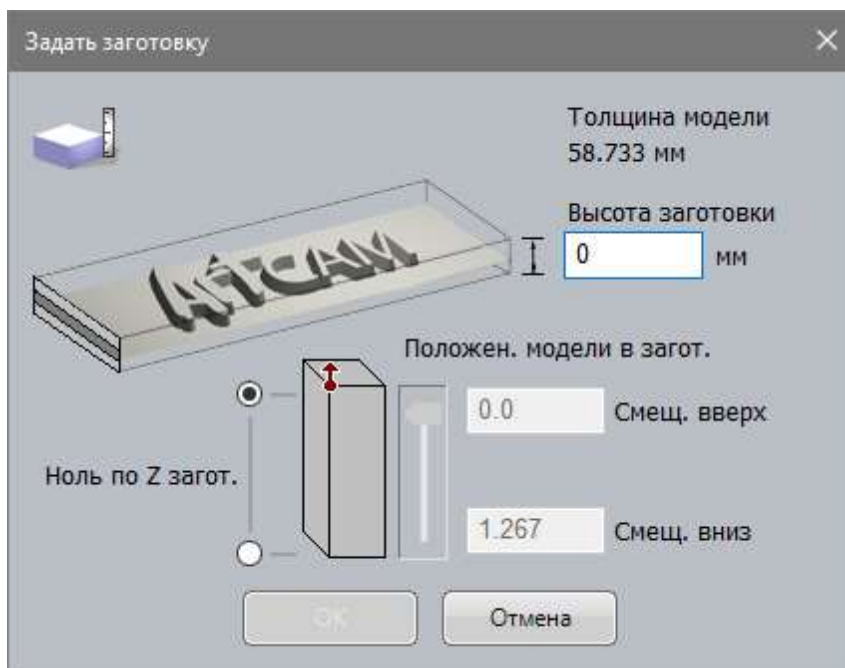 Задать заготовку
Толщина модели
58.733 мм
Высота заготовки
0 мм
ArtCAM
Положен. модели в загот.
0.0 Смещ. вверх
Ноль по Z загот.
1.267 Смещ. вниз
OK Отмена